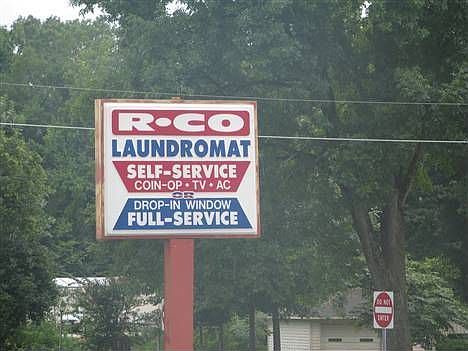 R•CO
LAUNDROMAT
SELF-SERVICE
COIN-OP • TV • AC
OR
DROP-IN WINDOW
FULL-SERVICE
DO NOT
ENTER